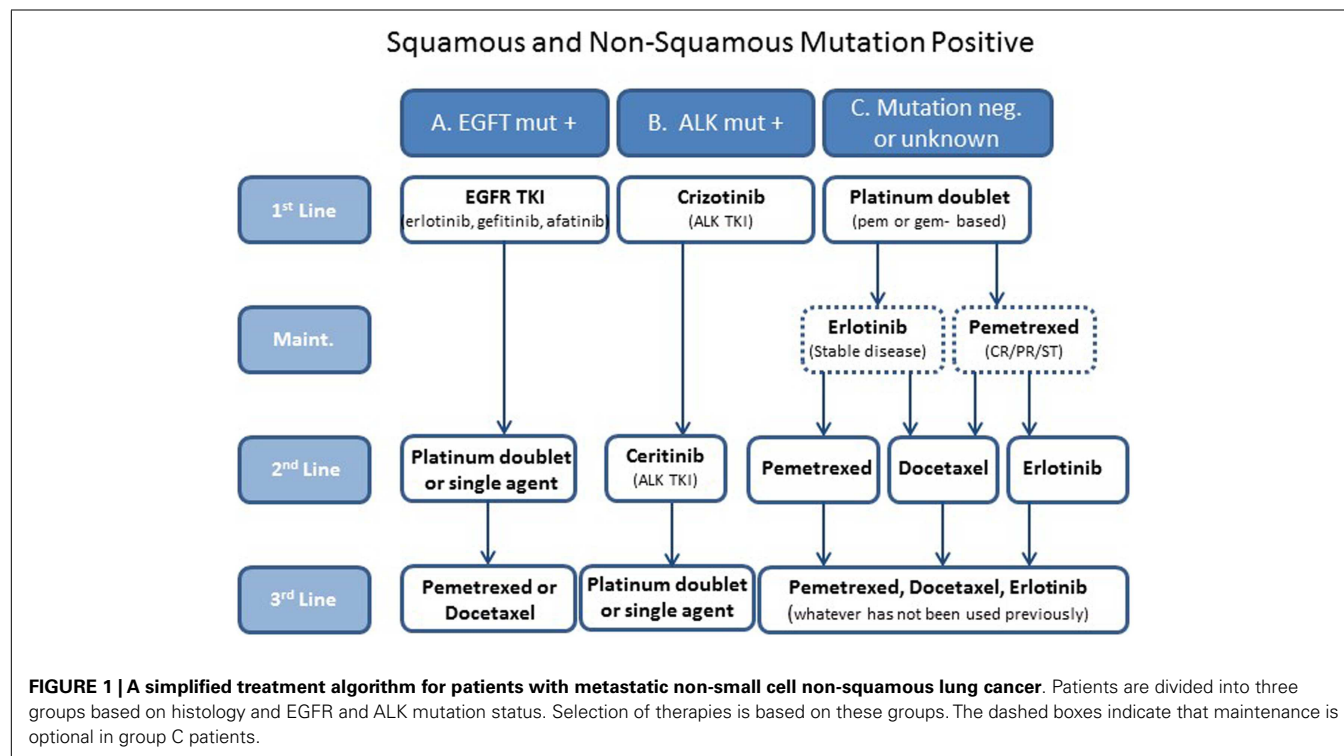 Squamous and Non-Squamous Mutation Positive
A. EGFT mut +
B. ALK mut +
C. Mutation neg.
or unknown
1st Line
EGFR TKI
(erlotinib, gefitinib, afatinib)
Crizotinib
(ALK TKI)
Platinum doublet
(pem or gem- based)
Maint.
Erlotinib
(Stable disease)
Pemetrexed
(CR/PR/ST)
2nd Line
Platinum doublet
or single agent
Ceritinib
(ALK TKI)
Pemetrexed
Docetaxel
Erlotinib
3rd Line
Pemetrexed or
Docetaxel
Platinum doublet
or single agent
Pemetrexed, Docetaxel, Erlotinib
(whatever has not been used previously)
FIGURE 1 | A simplified treatment algorithm for patients with metastatic non-small cell non-squamous lung cancer. Patients are divided into three
groups based on histology and EGFR and ALK mutation status. Selection of therapies is based on these groups. The dashed boxes indicate that maintenance is
optional in group C patients.